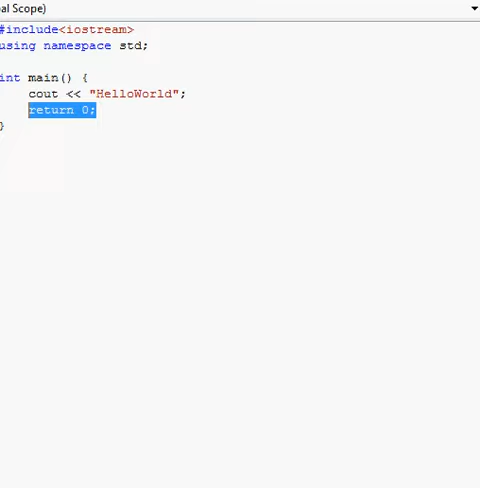 al Scope)
#include<iostream>
using namespace std;
int main() {
cout << "HelloWorld";
return 0;
}